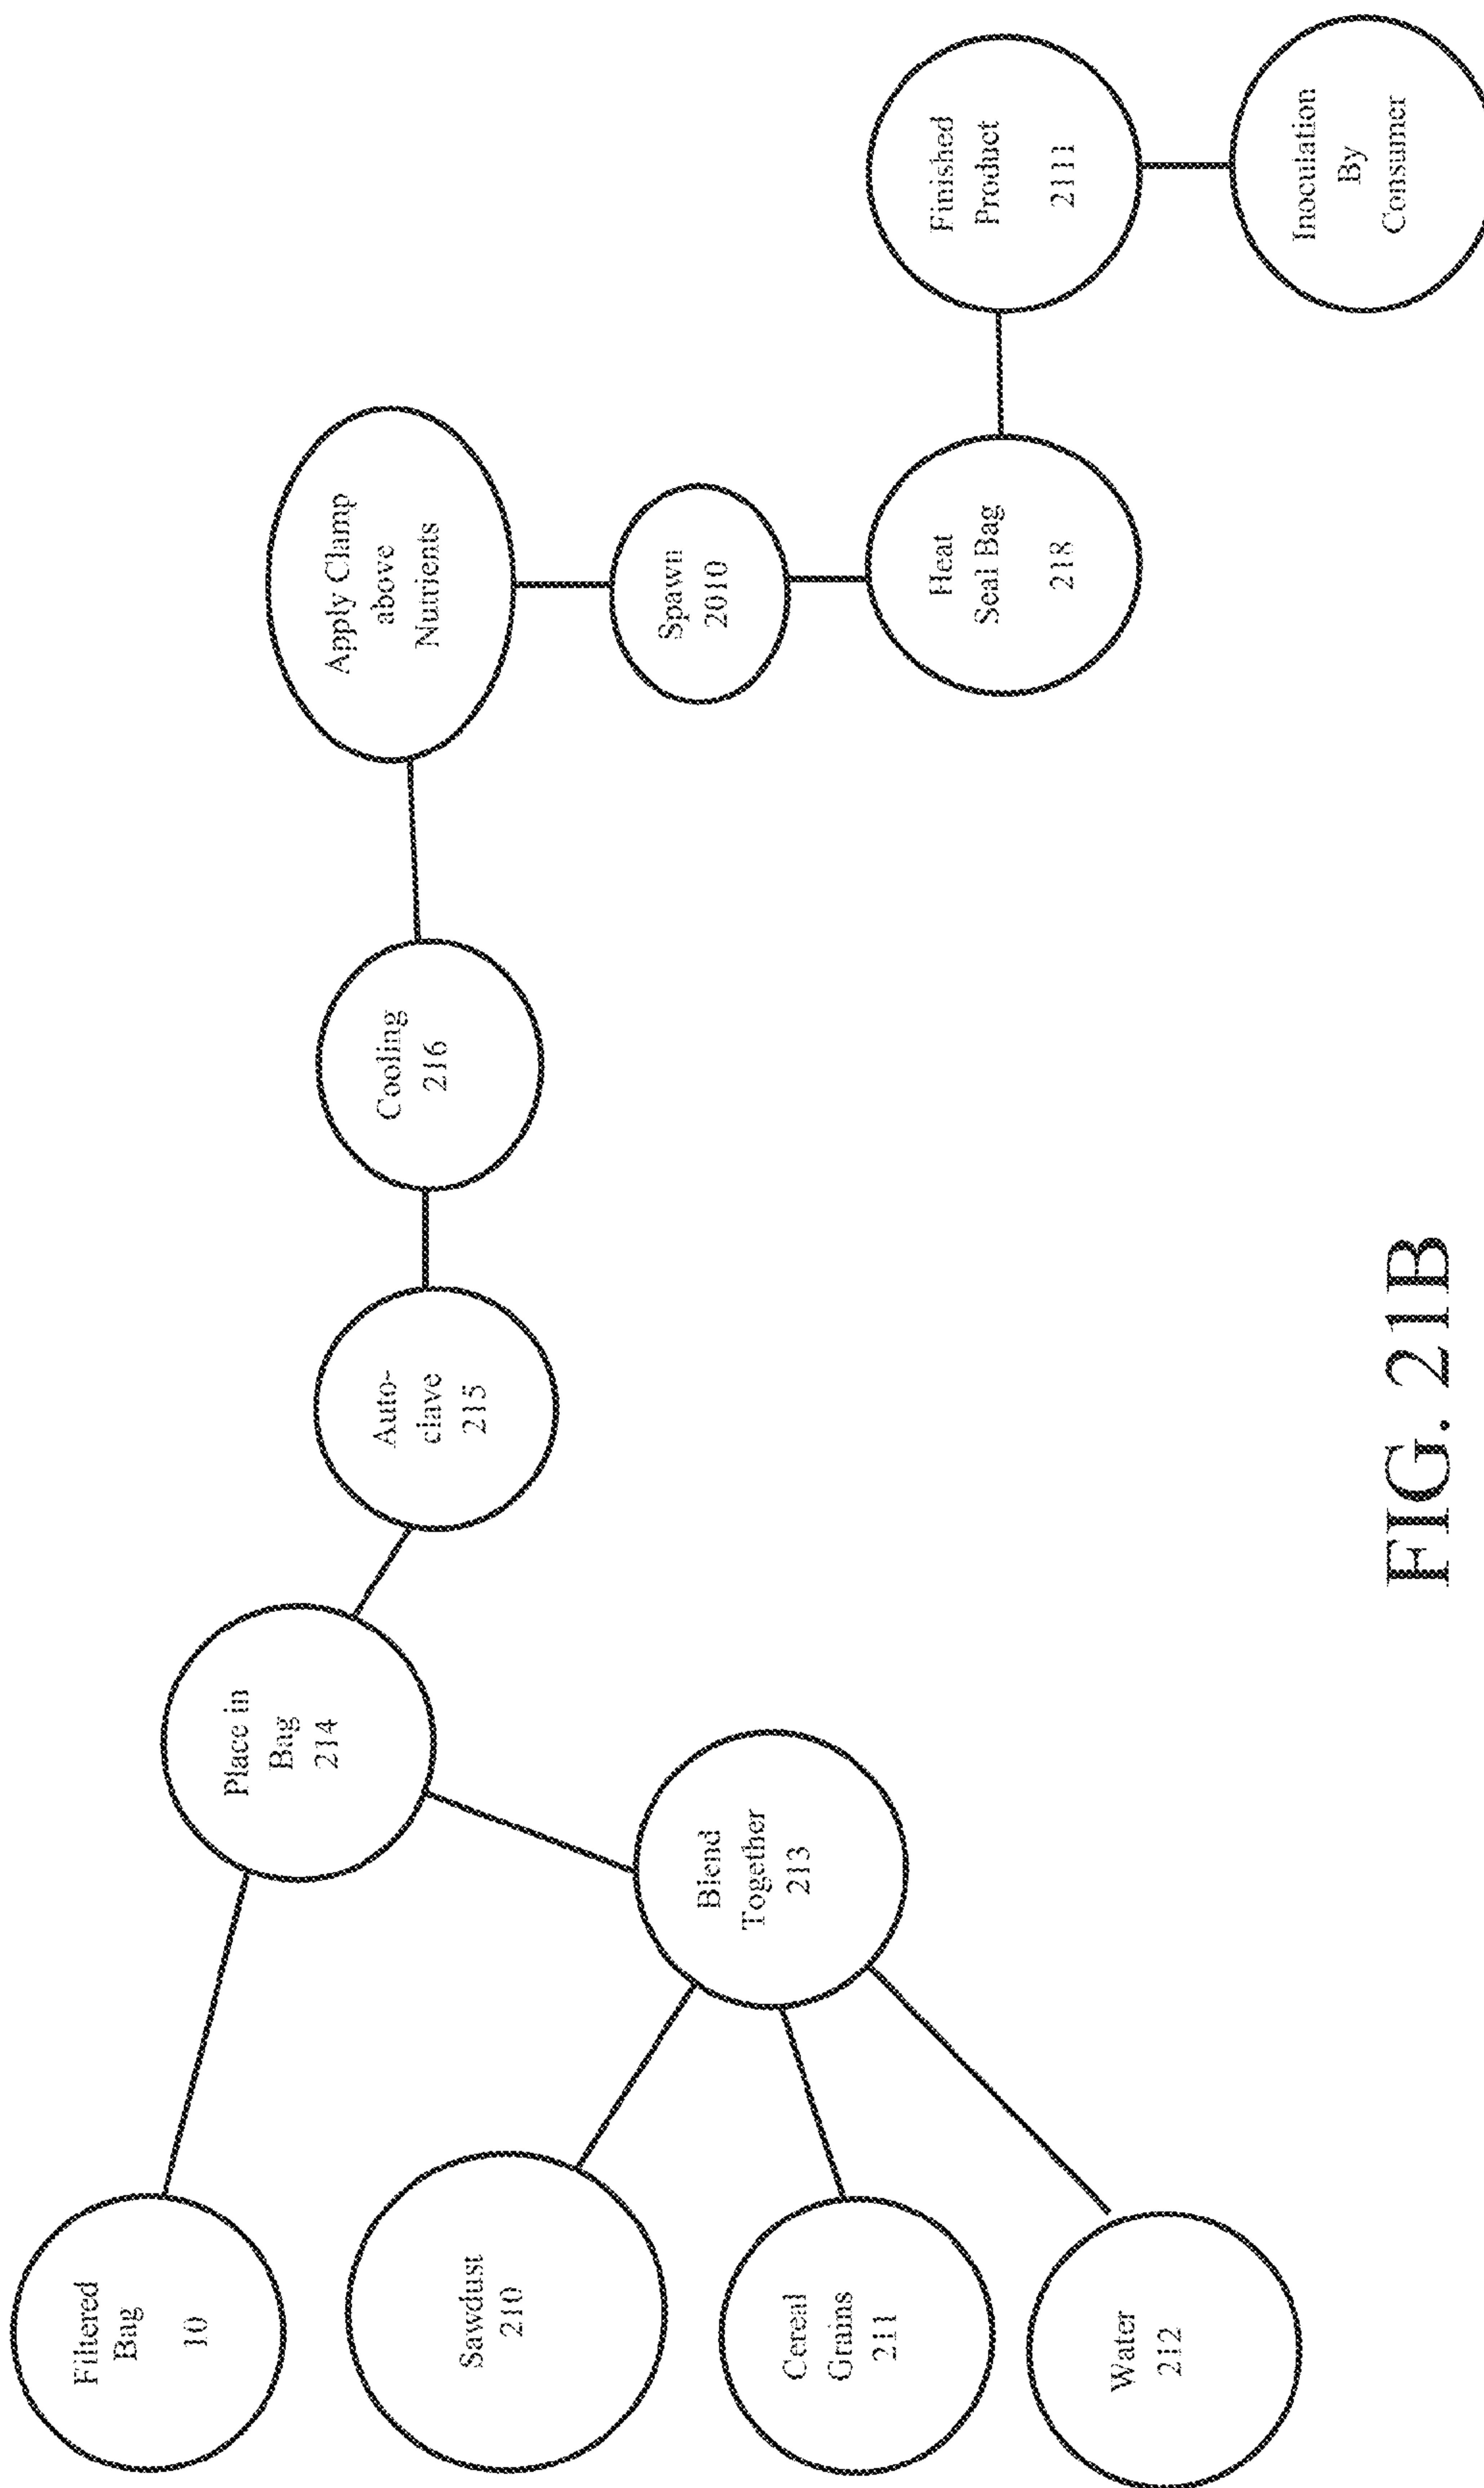 Filtered
Bag
10
Sawdust
210
Cereal
Grains
211
Water
212
Blend
Together
213
Place in
Bag
214
Auto-
clave
215
Cooling
216
Apply Clamp
above
Nutrients
Spawn
2010
Heat
Seal Bag
218
Finished
Product
2111
Inoculation
By
Consumer
FIG. 21B